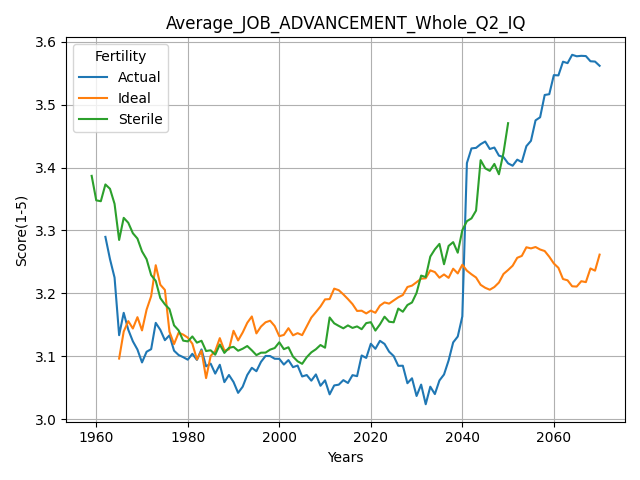 Average_JOB_ADVANCEMENT_Whole_Q2_IQ
Fertility
Actual
Ideal
Sterile
Score(1-5)
3.6
3.5
3.4
3.3
3.2
3.1
3.0
1960 1980 2000 2020 2040 2060
Years